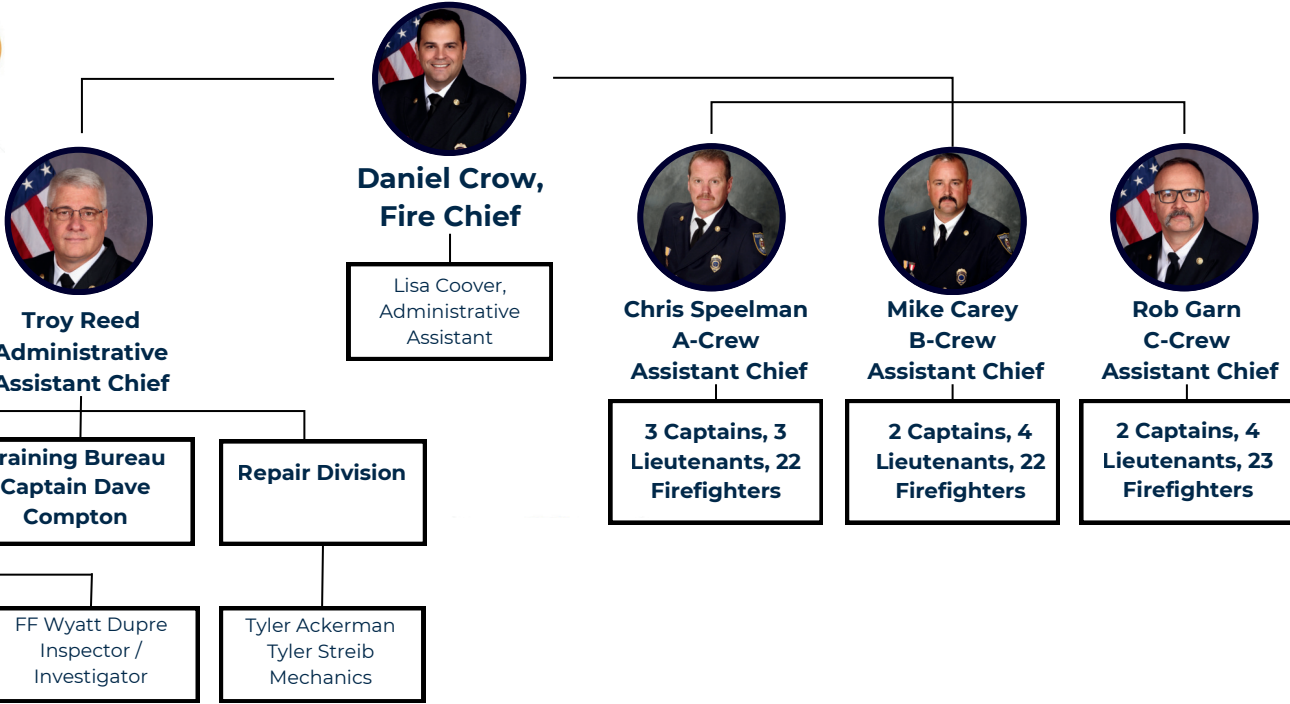 Daniel Crow,
Fire Chief
Lisa Coover,
Administrative
Assistant
Troy Reed
Administrative
Assistant Chief
raining Bureau
Captain Dave
Compton
Repair Division
FF Wyatt Dupre
Inspector /
Investigator
Tyler Ackerman
Tyler Streib
Mechanics
Chris Speelman
A-Crew
Assistant Chief
3 Captains, 3
Lieutenants, 22
Firefighters
Mike Carey
B-Crew
Assistant Chief
2 Captains, 4
Lieutenants, 22
Firefighters
Rob Garn
C-Crew
Assistant Chief
2 Captains, 4
Lieutenants, 23
Firefighters